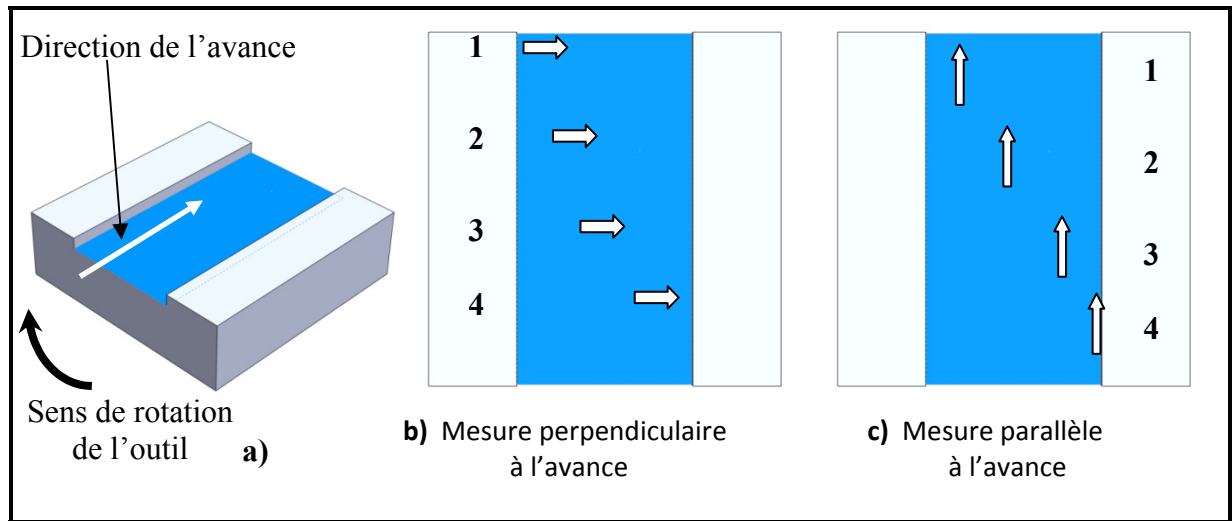 Direction de l’avance
Sens de rotation
de l’outil
a)
1
2
3
4
b) Mesure perpendiculaire
à l’avance
1
2
3
4
c) Mesure parallèle
à l’avance